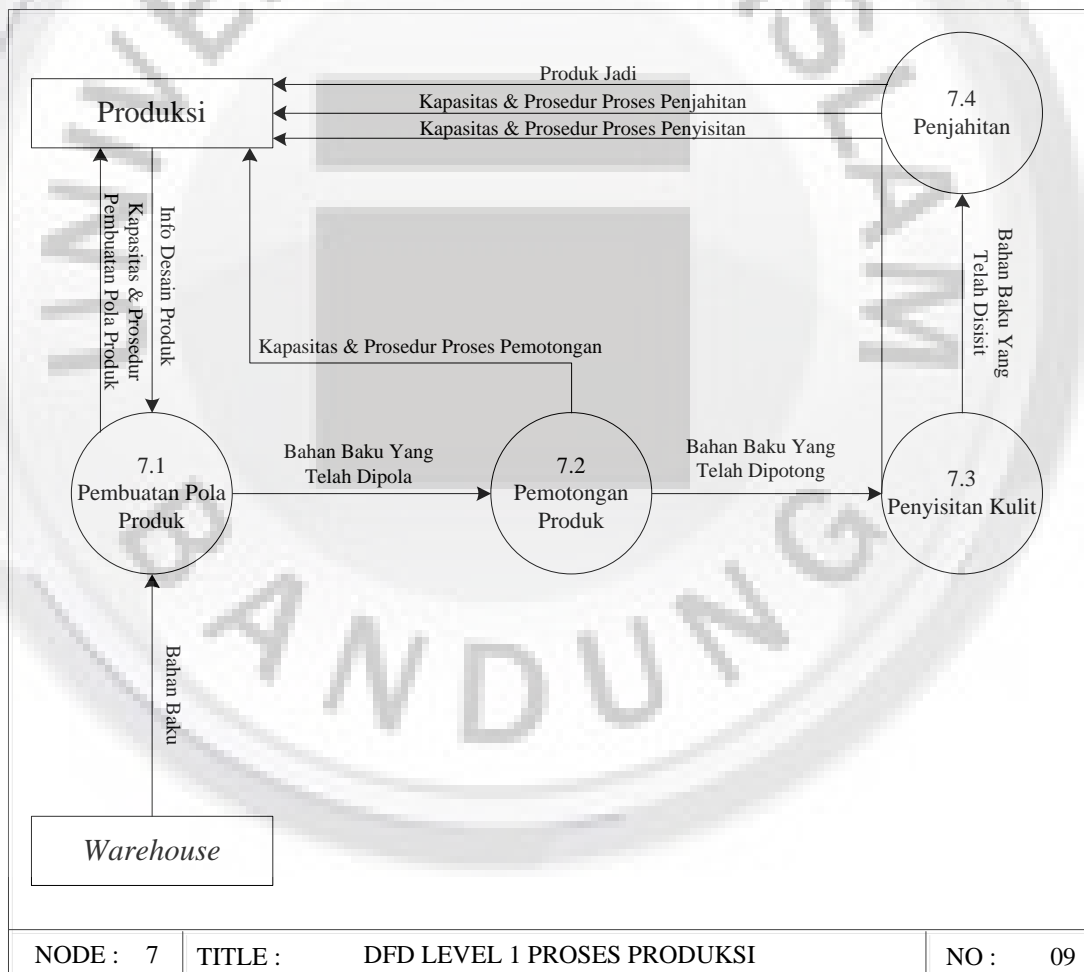 Produksi
Produk Jadi
Kapasitas & Prosedur Proses Penjahitan
Kapasitas & Prosedur Proses Penyisitan
7.4
Penjahitan
Kapasitas & Prosedur
Pembuatan Pola Produk
Info Desain Produk
Bahan Baku Yang
Telah Disisit
Kapasitas & Prosedur Proses Pemotongan
7.1
Pembuatan Pola
Produk
Bahan Baku Yang
Telah Dipola
7.2
Pemotongan
Produk
Bahan Baku Yang
Telah Dipotong
7.3
Penyisitan Kulit
Bahan Baku
Warehouse
BANDUNG
NODE : 7 TITLE : DFD LEVEL 1 PROSES PRODUKSI NO : 09